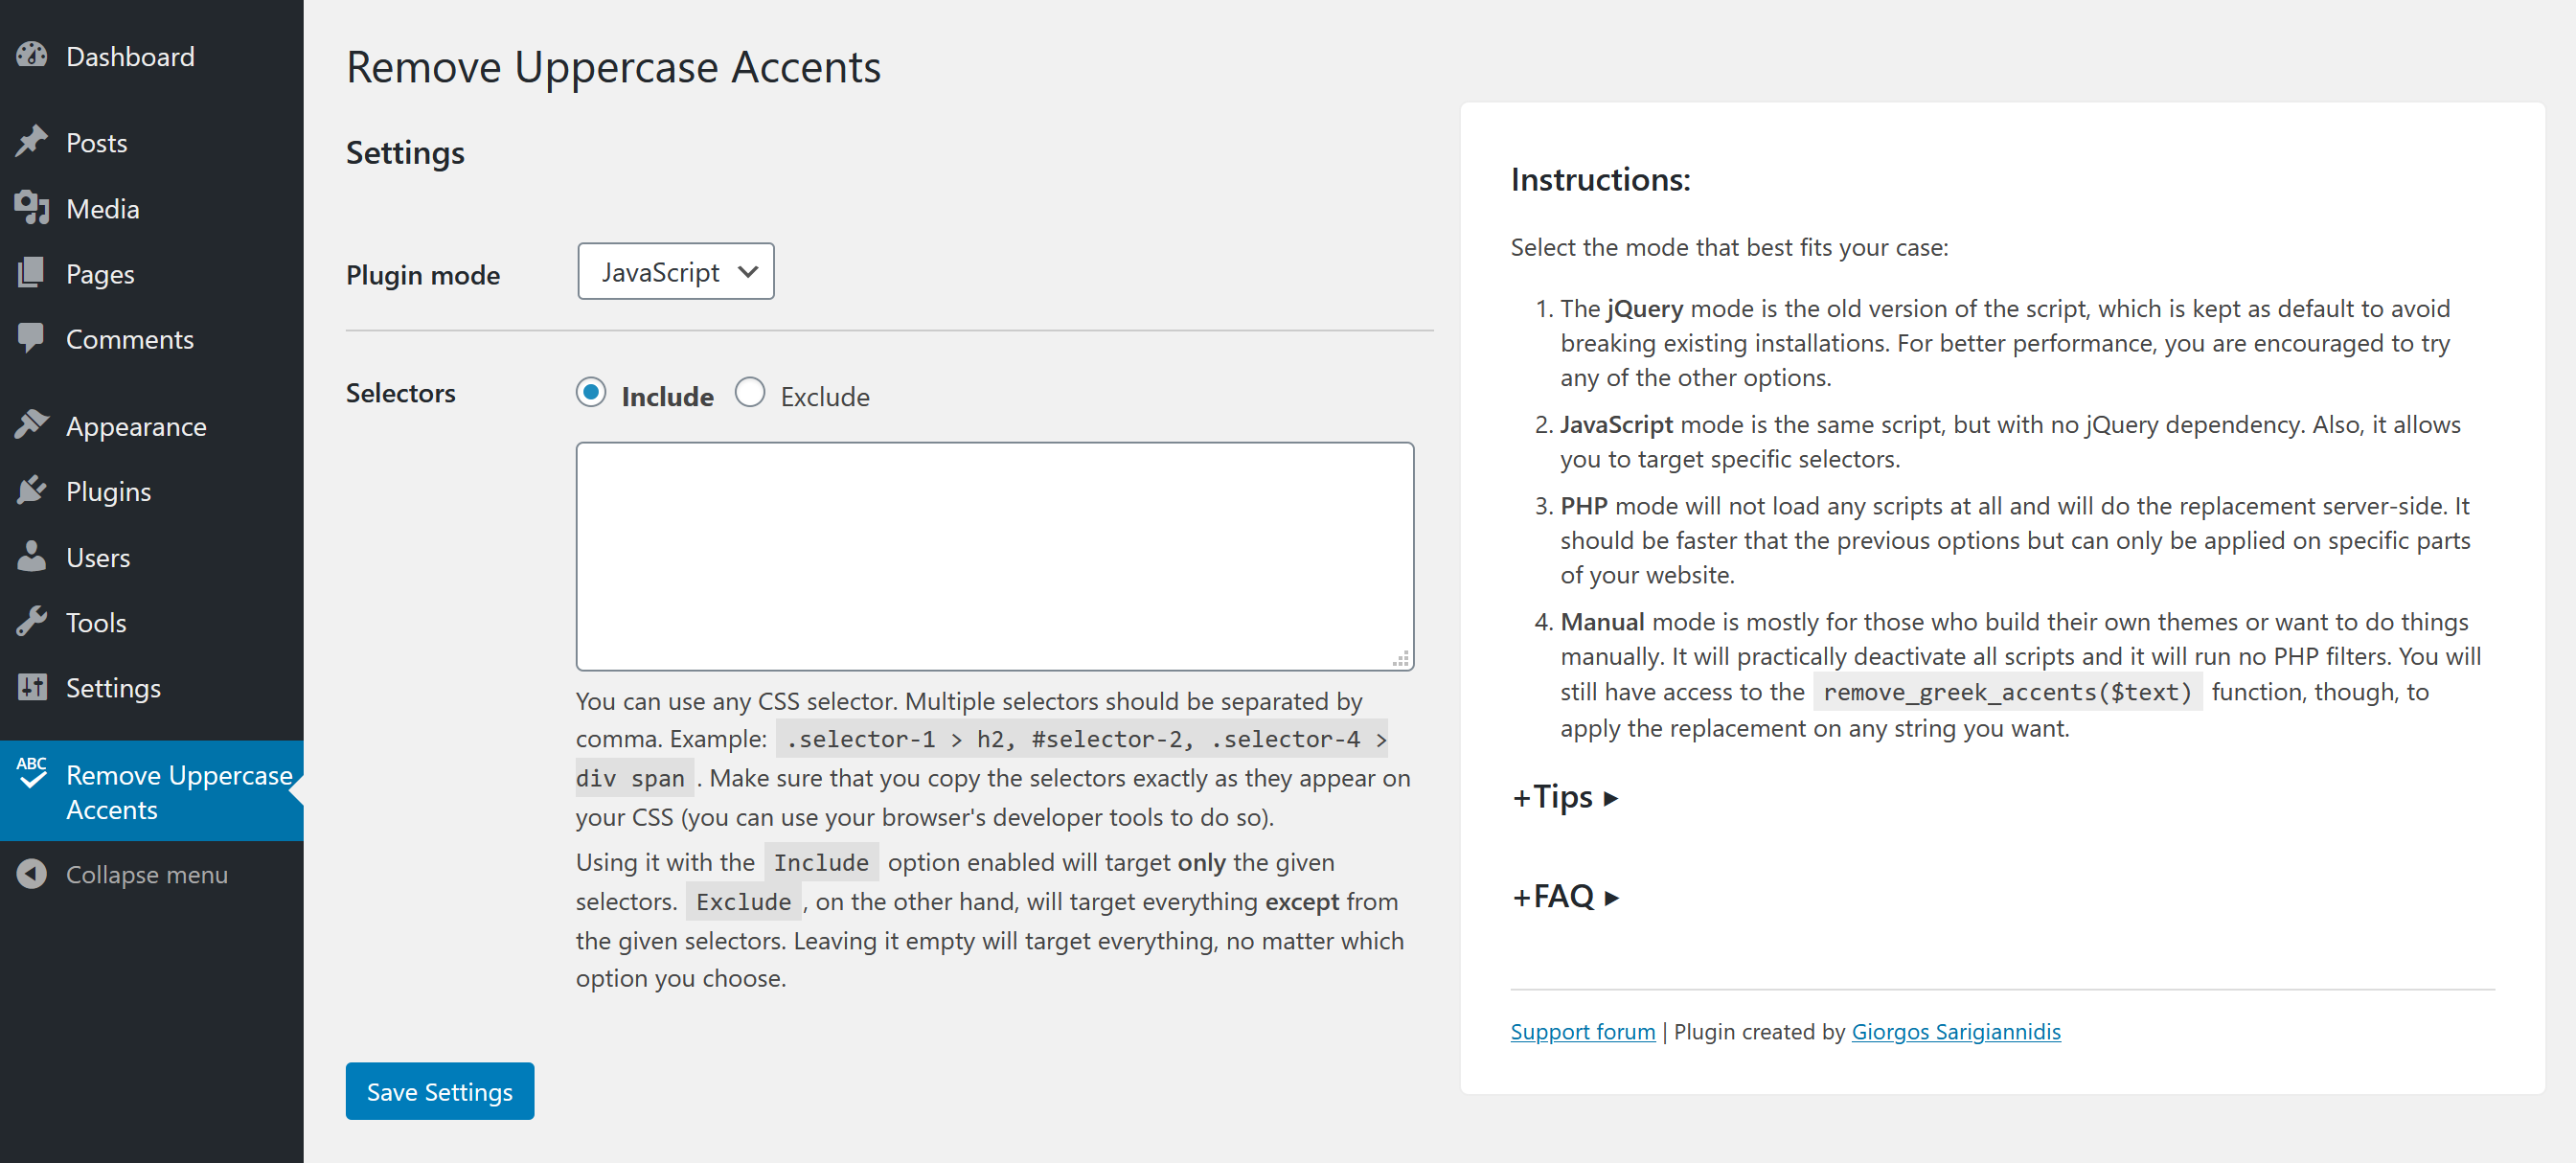 Dashboard
Posts
Media
Pages
Comments
Appearance
Plugins
Users
Tools
Settings
ABC
Remove Uppercase
Accents
Collapse menu
Remove Uppercase Accents
Settings
Plugin mode
JavaScript
Selectors
Include
Exclude
You can use any CSS selector. Multiple selectors should be separated by
comma. Example: .selector-1 > h2, #selector-2, .selector-4 >
div span . Make sure that you copy the selectors exactly as they appear on
your CSS (you can use your browser's developer tools to do so).
Using it with the Include option enabled will target only the given
selectors. Exclude , on the other hand, will target everything except from
the given selectors. Leaving it empty will target everything, no matter which
option you choose.
Save Settings
Instructions:
Select the mode that best fits your case:
1. The jQuery mode is the old version of the script, which is kept as default to avoid
breaking existing installations. For better performance, you are encouraged to try
any of the other options.
2. JavaScript mode is the same script, but with no jQuery dependency. Also, it allows
you to target specific selectors.
3. PHP mode will not load any scripts at all and will do the replacement server-side. It
should be faster that the previous options but can only be applied on specific parts
of your website.
4. Manual mode is mostly for those who build their own themes or want to do things
manually. It will practically deactivate all scripts and it will run no PHP filters. You will
still have access to the remove_greek_accents($text) function, though, to
apply the replacement on any string you want.
+Tips ▸
+FAQ ▸
Support forum | Plugin created by Giorgos Sarigiannidis